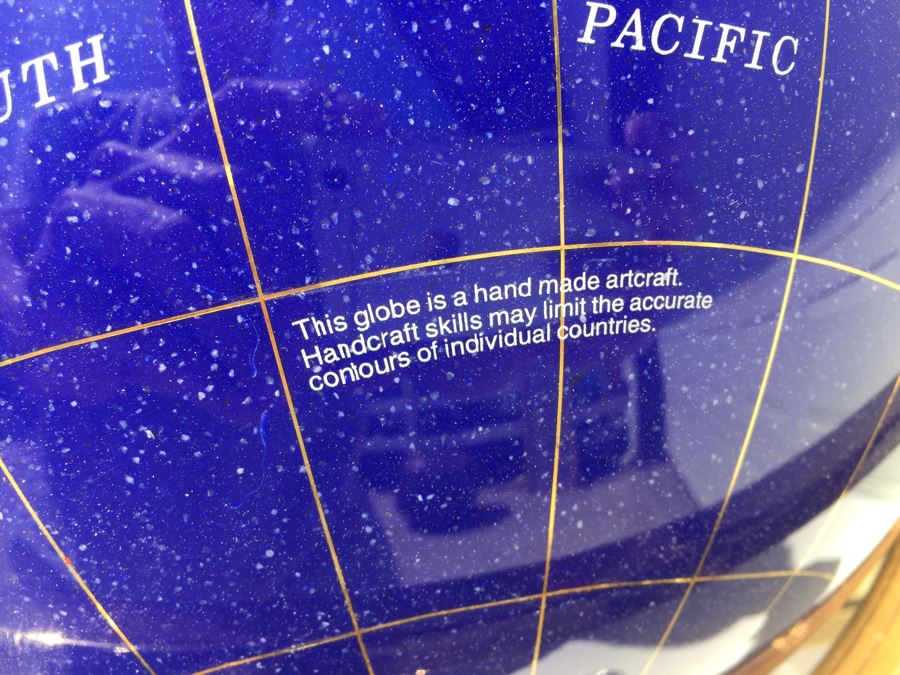 UTH
PACIFIC
This globe is a hand made artcraft.
Handcraft skills may limit the accurate
contours of individual countries.